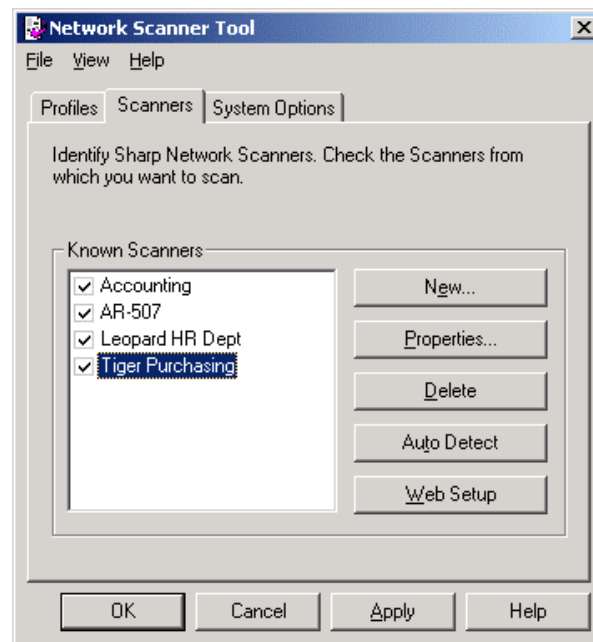 Network Scanner Tool
File View Help
Profiles Scanners System Options
Identify Sharp Network Scanners. Check the Scanners from
which you want to scan.
Known Scanners
Accounting
AR-507
Leopard HR Dept
Tiger Purchasing
New...
Properties...
Delete
Auto Detect
Web Setup
OK Cancel Apply Help